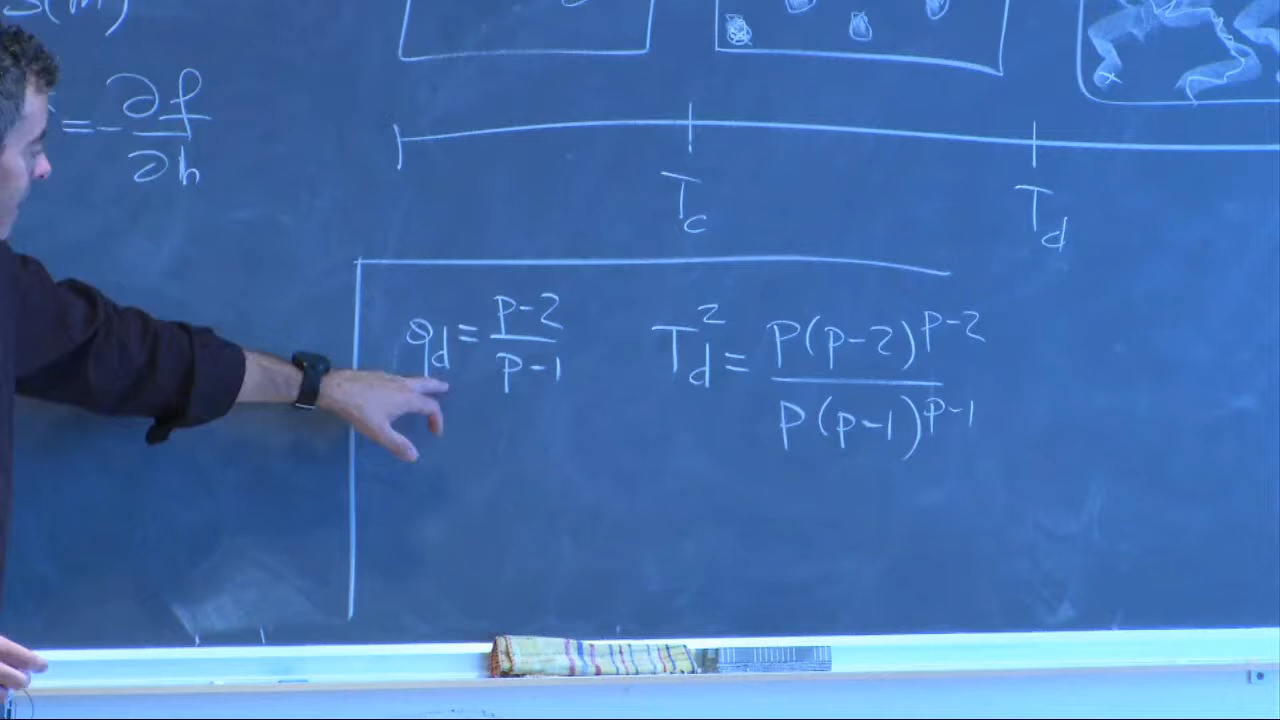 S(m)
= - ∂f/∂h
T_c
T_d
q_d = (p-2)/(p-1)
T_d^2 = P(p-2)^{p-2} / P(p-1)^{p-1}